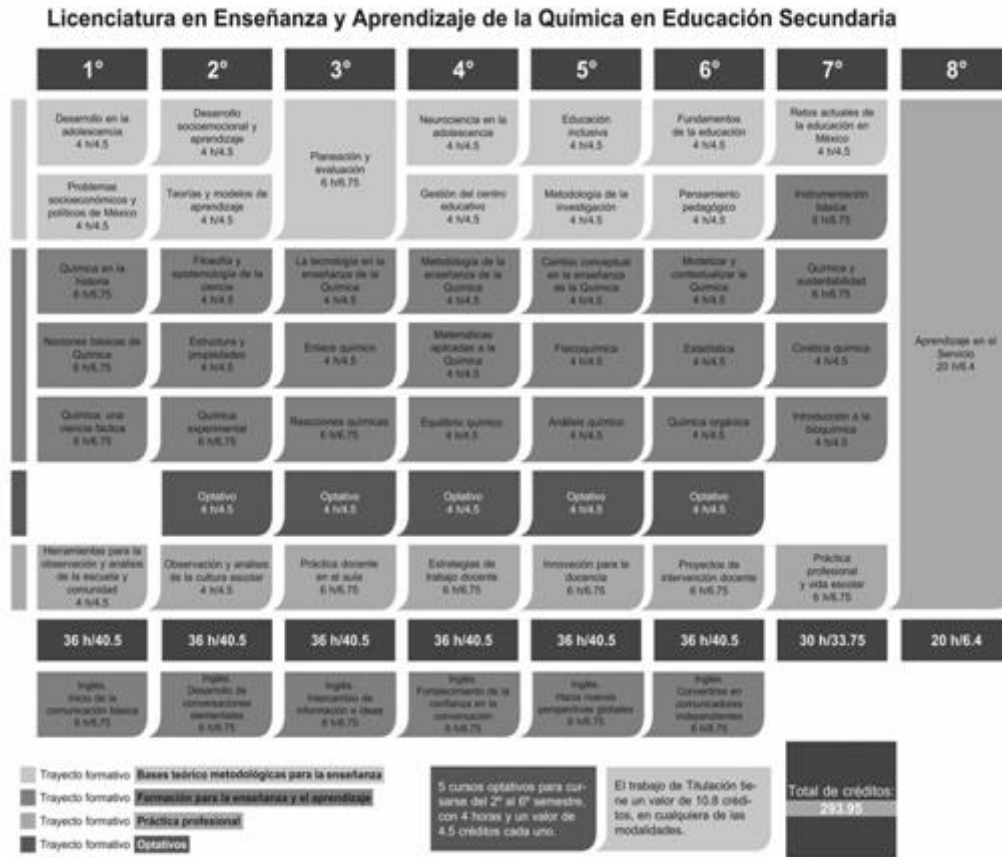 Licenciatura en Enseñanza y Aprendizaje de la Química en Educación Secundaria
1° 2° 3° 4° 5° 6° 7° 8°
Desarrollo en la
adolescencia
4 h/4.5
Desarrollo
socioemocional y
aprendizaje
4 h/4.5
Planeación y
evaluación
6 h/6.75
Neurociencia en la
adolescencia
4 h/4.5
Educación
inclusiva
4 h/4.5
Fundamentos
de la educación
4 h/4.5
Retos actuales de
la educación en
México
4 h/4.5
Aprendizaje en el
Servicio
20 h/6.4
Problemas
socioeconómicos y
políticos de México
4 h/4.5
Teorías y modelos de
aprendizaje
4 h/4.5
Gestión del centro
educativo
4 h/4.5
Metodología de la
investigación
4 h/4.5
Pensamiento
pedagógico
4 h/4.5
Instrumentación
básica
6 h/6.75
Química en la
historia
6 h/6.75
Filosofía y
epistemología de la
ciencia
4 h/4.5
La tecnología en la
enseñanza de la
Química
4 h/4.5
Metodología de la
enseñanza de la
Química
4 h/4.5
Cambio conceptual
en la enseñanza
de la Química
4 h/4.5
Modelizar y
contextualizar la
Química
4 h/4.5
Química y
sustentabilidad
6 h/6.75
Nociones básicas de
Química
6 h/6.75
Estructura y
propiedades
4 h/4.5
Enlace químico
4 h/4.5
Matemáticas
aplicadas a la
Química
4 h/4.5
Fisicoquímica
4 h/4.5
Estadística
4 h/4.5
Cinética química
4 h/4.5
Química: una
ciencia fáctica
6 h/6.75
Química
experimental
6 h/6.75
Reacciones químicas
6 h/6.75
Equilibrio químico
4 h/4.5
Análisis químico
4 h/4.5
Química orgánica
4 h/4.5
Introducción a la
bioquímica
4 h/4.5
Optativo
4 h/4.5
Optativo
4 h/4.5
Optativo
4 h/4.5
Optativo
4 h/4.5
Optativo
4 h/4.5
Herramientas para la
observación y análisis
de la escuela y
comunidad
4 h/4.5
Observación y análisis
de la cultura escolar
4 h/4.5
Práctica docente
en el aula
6 h/6.75
Estrategias de
trabajo docente
6 h/6.75
Innovación para la
docencia
6 h/6.75
Proyectos de
intervención docente
6 h/6.75
Práctica
profesional
y vida escolar
6 h/6.75
36 h/40.5 36 h/40.5 36 h/40.5 36 h/40.5 36 h/40.5 36 h/40.5 30 h/33.75 20 h/6.4
Inglés.
Inicio de la
comunicación básica
6 h/6.75
Inglés.
Desarrollo de
conversaciones
elementales
6 h/6.75
Inglés.
Intercambio de
información e ideas
6 h/6.75
Inglés.
Fortalecimiento de la
confianza en la
conversación
6 h/6.75
Inglés.
Hacia nuevas
perspectivas globales
6 h/6.75
Inglés.
Convertirse en
comunicadores
independientes
6 h/6.75
Trayecto formativo Bases teórico metodológicas para la enseñanza
Trayecto formativo Formación para la enseñanza y el aprendizaje
Trayecto formativo Práctica profesional
Trayecto formativo Optativos
5 cursos optativos para cur-
sarse del 2º al 6º semestre,
con 4 horas y un valor de
4.5 créditos cada uno.
El trabajo de Titulación tie-
ne un valor de 10.8 crédi-
tos, en cualquiera de las
modalidades.
Total de créditos:
293.95